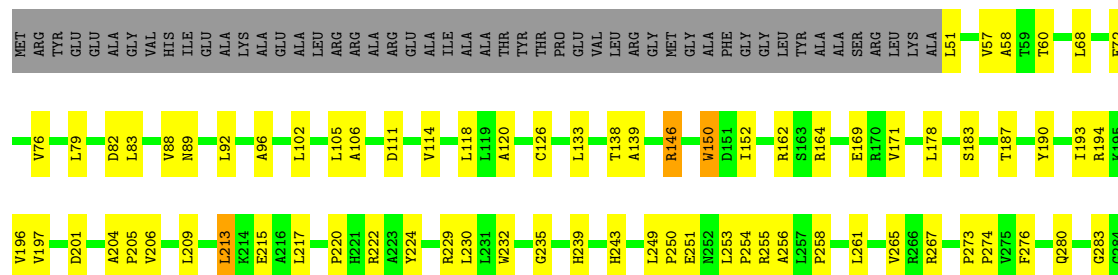 MET ARG TYR GLU GLU ALA GLY VAL HIS ILE GLU ALA LYS ALA GLU ALA LEU ARG ARG ALA ARG GLU ALA ILE ALA ALA THR TYR THR PRO GLU VAL LEU ARG GLY MET GLY ALA PHE GLY GLY LEU TYR ALA ALA SER ARG LEU LYS ALA L51 V57 A58 T59 T60 L68
V76 L79 D82 L83 V88 N89 L92 A96 L102 L105 A106 D111 V114 L118 L119 A120 C126 L133 T138 A139 R146 W150 D151 I152 R162 S163 R164 E169 R170 V171 L178 S183 T187 Y190 I193 R194 K195
V196 V197 D201 A204 P205 V206 L209 L213 K214 E215 A216 L217 P220 H221 R222 A223 Y224 R229 L230 L231 W232 G235 H239 H243 L249 P250 E251 N252 L253 P254 R255 A256 L257 P258 L261 V265 R266 R267 P273 P274 V275 F276 Q280 G283